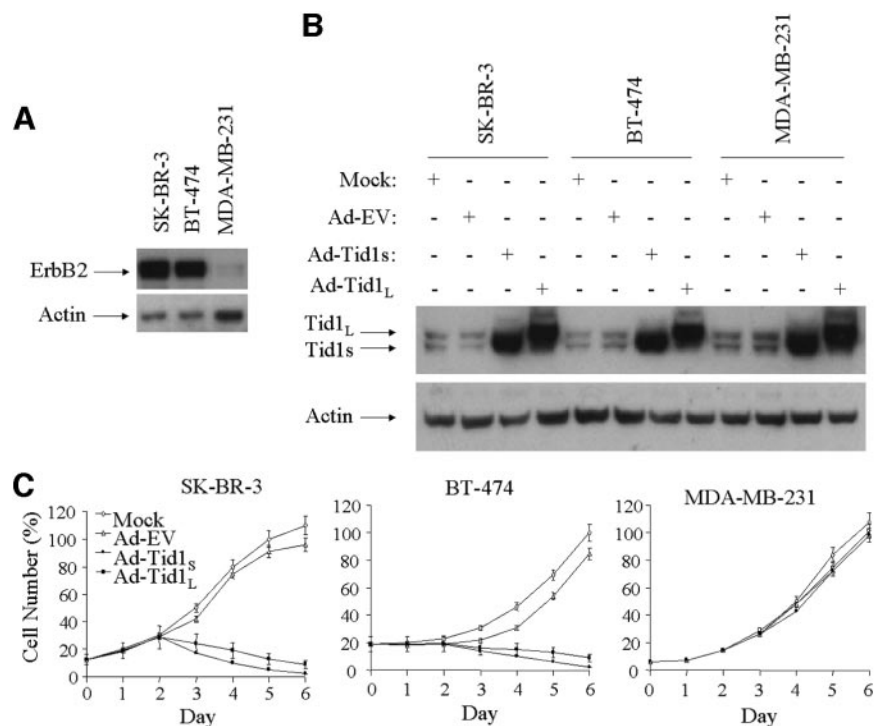 A
SK-BR-3
BT-474
MDA-MB-231
ErbB2
Actin
B
SK-BR-3
BT-474
MDA-MB-231
Mock: + - - - + - - - + - - -
Ad-EV: - + - - - + - - - + - -
Ad-Tid1s: - - + - - - + - - - + -
Ad-Tid1L: - - - + - - - + - - - +
Tid1L
Tid1s
Actin
C
SK-BR-3
Cell Number (%)
120
100
80
60
40
20
0
Mock
Ad-EV
Ad-Tid1s
Ad-Tid1L
0 1 2 3 4 5 6
Day
BT-474
120
100
80
60
40
20
0
0 1 2 3 4 5 6
Day
MDA-MB-231
120
100
80
60
40
20
0
0 1 2 3 4 5 6
Day